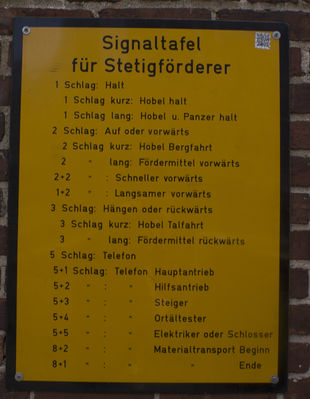 Signaltafel
für Stetigförderer
1 Schlag: Halt
1 Schlag kurz: Hobel halt
1 Schlag lang: Hobel u. Panzer halt
2 Schlag: Auf oder vorwärts
2 Schlag kurz: Hobel Bergfahrt
2 " lang: Fördermittel vorwärts
2+2 " : Schneller vorwärts
1+2 " : Langsamer vorwärts
3 Schlag: Hängen oder rückwärts
3 Schlag kurz: Hobel Talfahrt
3 " lang: Fördermittel rückwärts
5 Schlag: Telefon
5+1 Schlag: Telefon Hauptantrieb
5+2 " : " Hilfsantrieb
5+3 " : " Steiger
5+4 " : " Ortältester
5+5 " : " Elektriker oder Schlosser
8+2 " : Materialtransport Beginn
8+1 " : " Ende